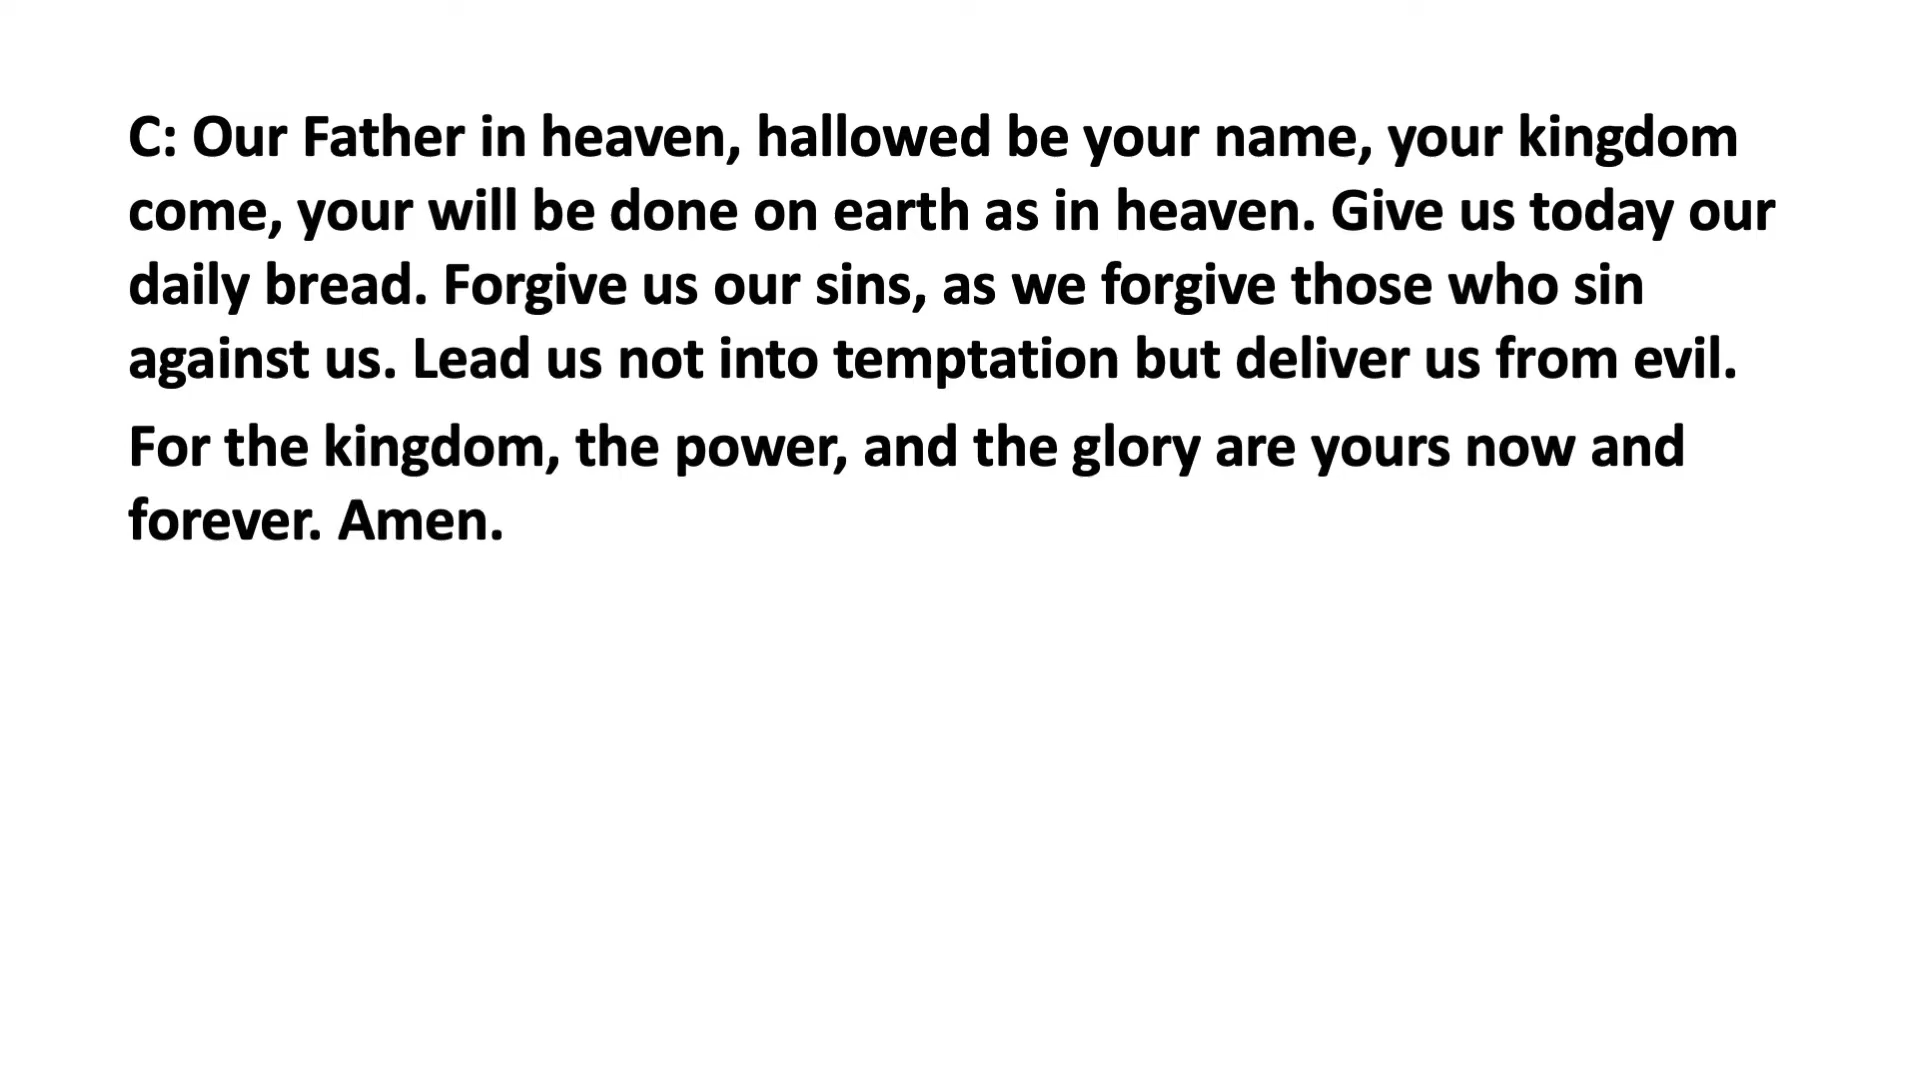 C: Our Father in heaven, hallowed be your name, your kingdom
come, your will be done on earth as in heaven. Give us today our
daily bread. Forgive us our sins, as we forgive those who sin
against us. Lead us not into temptation but deliver us from evil.
For the kingdom, the power, and the glory are yours now and
forever. Amen.